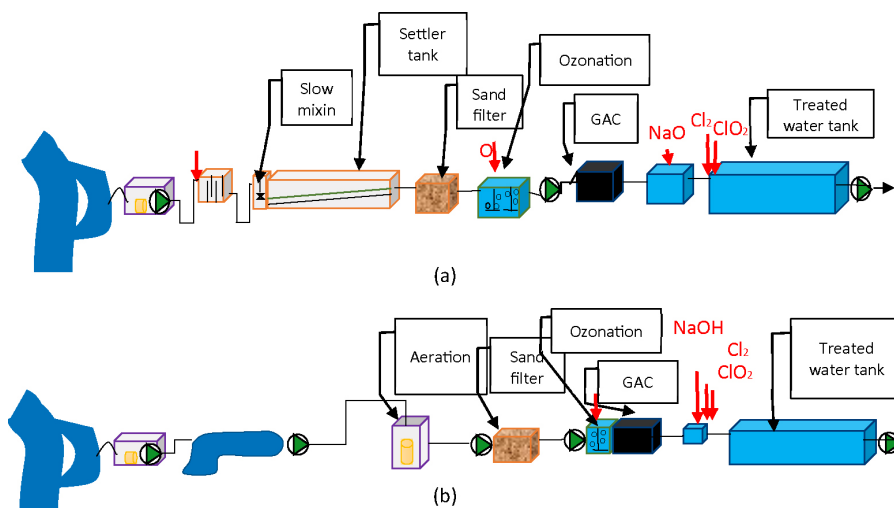 Settler
tank
Ozonation
Slow
mixin
Sand
filter
GAC
Treated
water tank
NaO
Cl₂
ClO₂
O
(a)
Ozonation
NaOH
Aeration
Sand
filter
GAC
Cl₂
ClO₂
Treated
water tank
(b)